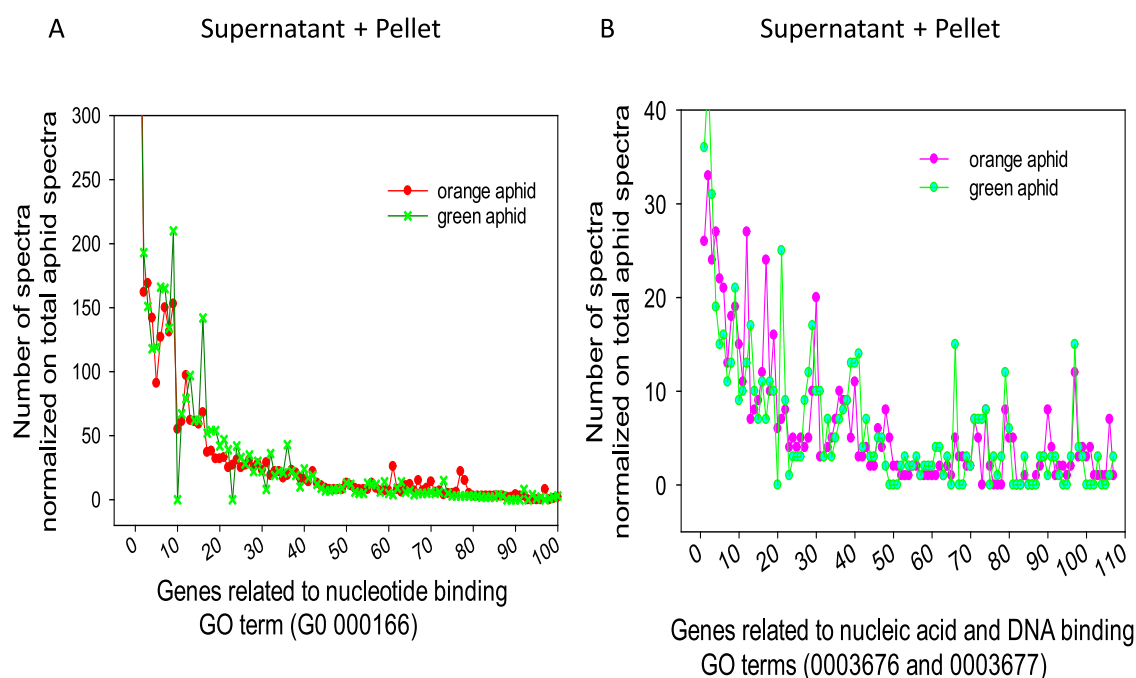 A
Supernatant + Pellet
Number of spectra
normalized on total aphid spectra
300
250
200
150
100
50
0
orange aphid
green aphid
0 10 20 30 40 50 60 70 80 90 100
Genes related to nucleotide binding
GO term (G0 000166)
B
Supernatant + Pellet
Number of spectra
normalized on total aphid spectra
40
30
20
10
0
orange aphid
green aphid
0 10 20 30 40 50 60 70 80 90 100 110
Genes related to nucleic acid and DNA binding
GO terms (0003676 and 0003677)